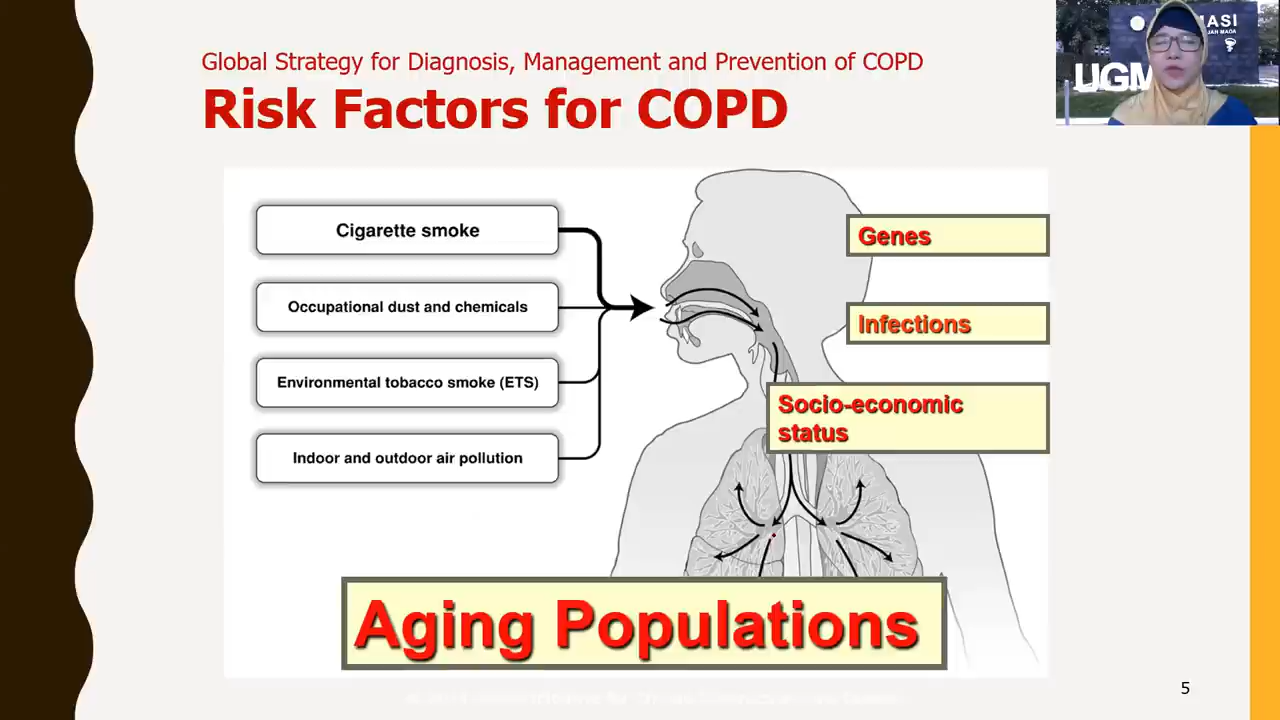 Global Strategy for Diagnosis, Management and Prevention of COPD
Risk Factors for COPD
UGM
Cigarette smoke
Occupational dust and chemicals
Environmental tobacco smoke (ETS)
Indoor and outdoor air pollution
Genes
Infections
Socio-economic
status
Aging Populations
5